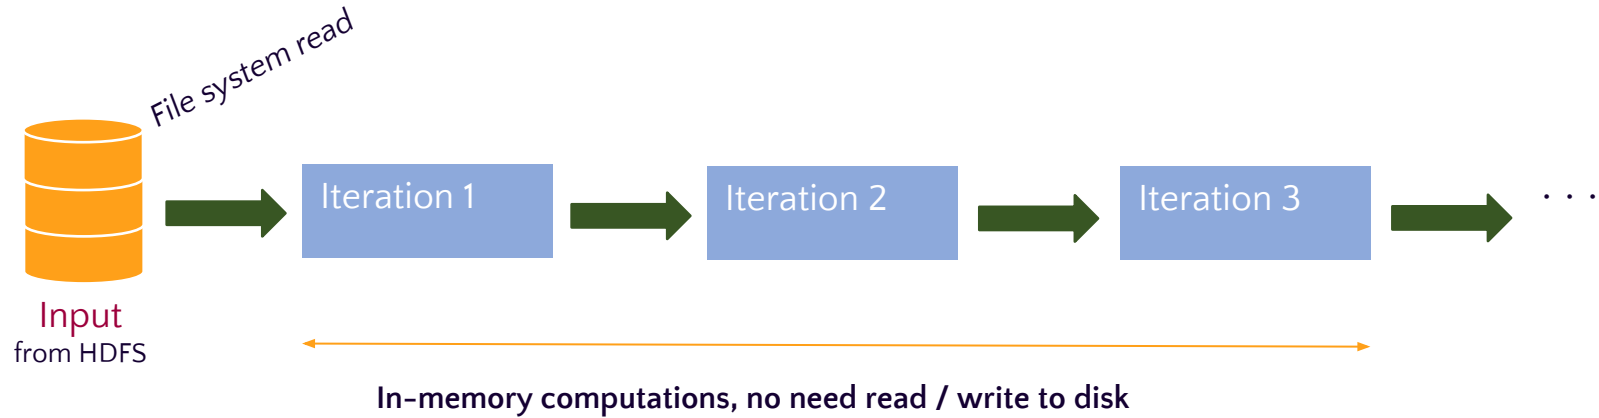 File system read
Iteration 1
Iteration 2
Iteration 3
. . .
Input
from HDFS
In-memory computations, no need read / write to disk